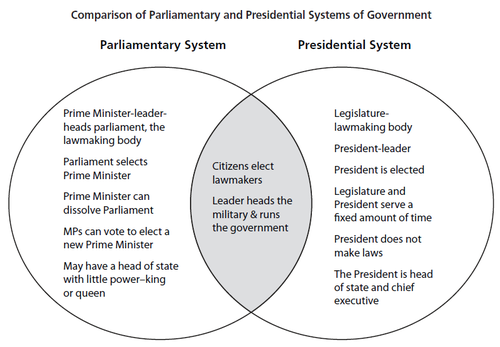 Comparison of Parliamentary and Presidential Systems of Government
Parliamentary System
Presidential System
Prime Minister-leader-
heads parliament, the
lawmaking body
Parliament selects
Prime Minister
Prime Minister can
dissolve Parliament
MPs can vote to elect a
new Prime Minister
May have a head of state
with little power–king
or queen
Citizens elect
lawmakers
Leader heads the
military & runs
the government
Legislature-
lawmaking body
President-leader
President is elected
Legislature and
President serve a
fixed amount of time
President does not
make laws
The President is head
of state and chief
executive